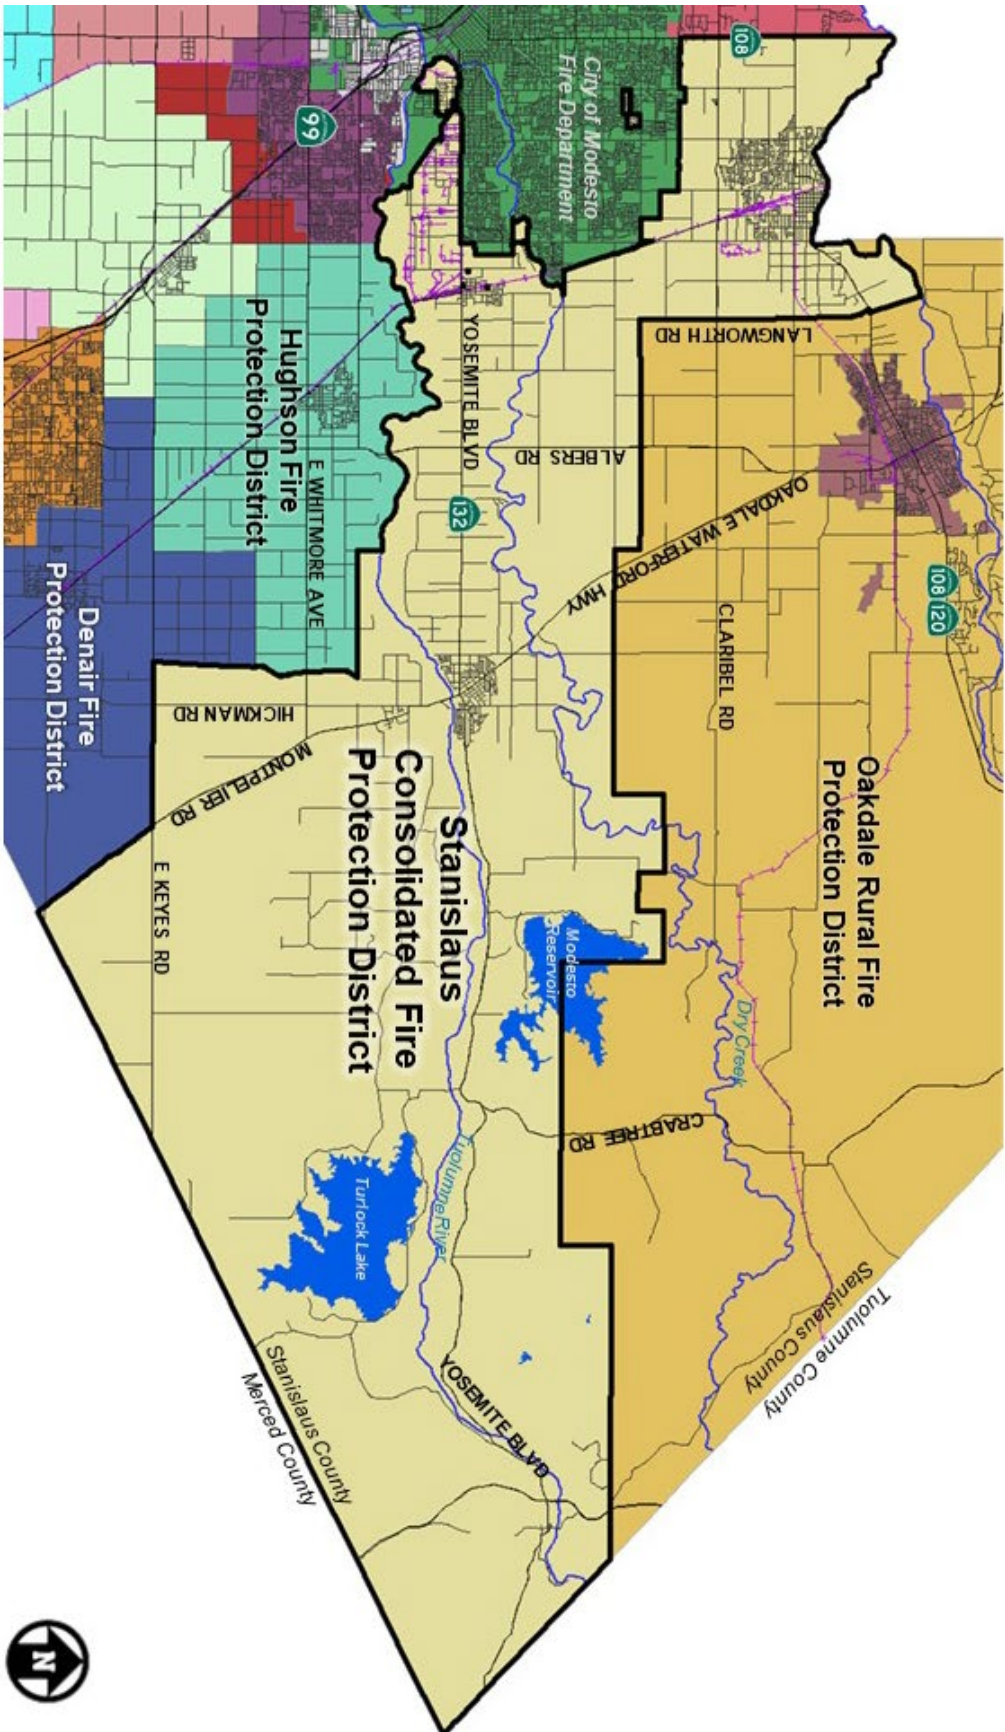 108
City of Modesto
Fire Department
99
LANGWORTH RD
YOSEMITE BLVD
ALBERS RD
OAKDALE WATERFORD HWY
132
108 120
Hughson Fire
Protection District
E WHITMORE AVE
CLARIBEL RD
Denair Fire
Protection District
HICKMAN RD
MONTPELIER RD
Oakdale Rural Fire
Protection District
Stanislaus
Consolidated Fire
Protection District
E KEYES RD
Modesto
Reservoir
Dry Creek
CRABTREE RD
Tuolumne River
Turlock Lake
Tuolumne County
Stanislaus County
YOSEMITE BLVD
Stanislaus County
Merced County
N